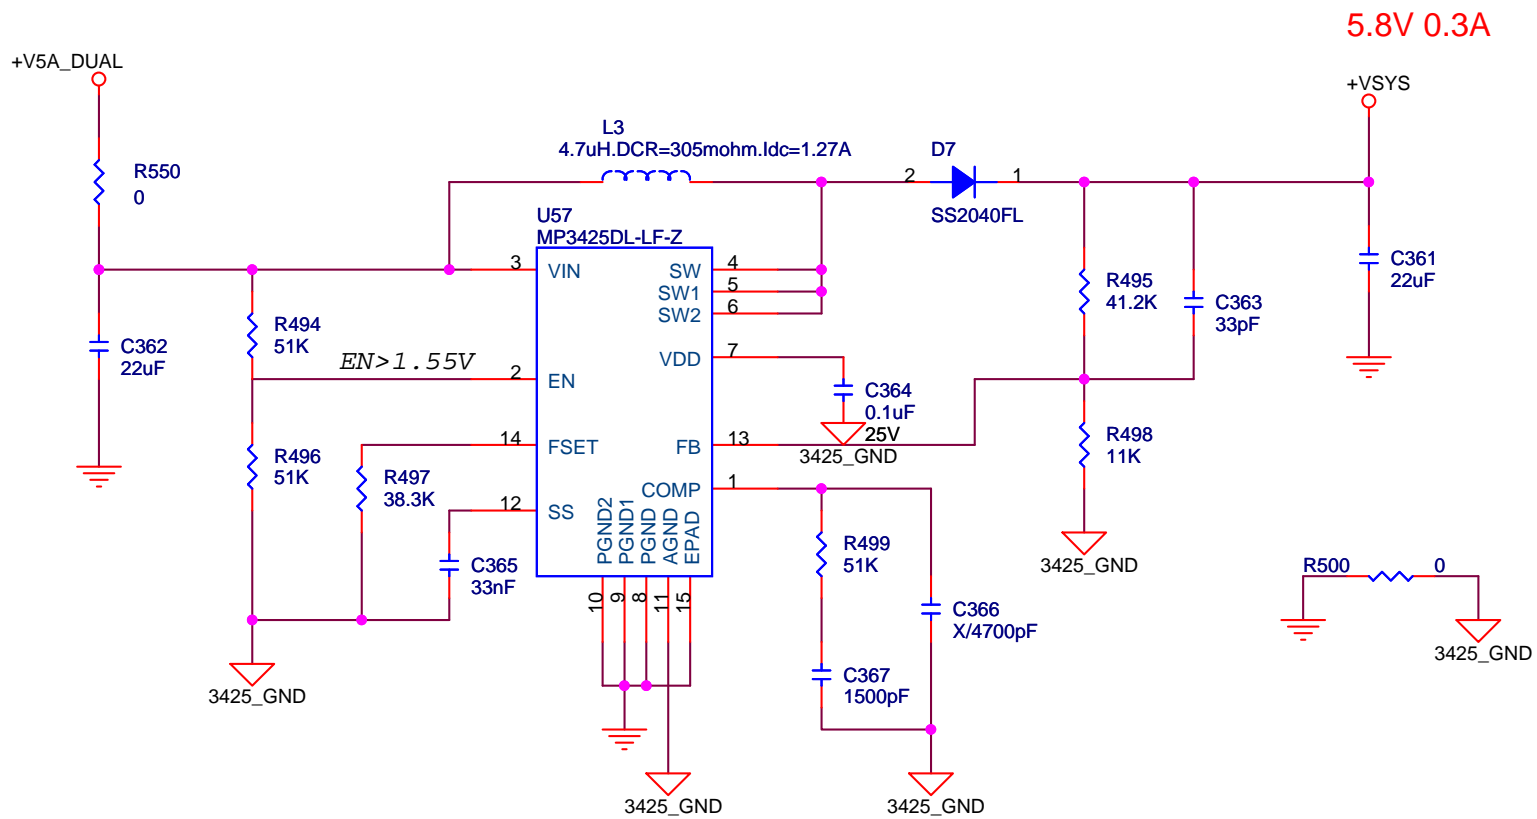 5.8V 0.3A
+V5A_DUAL
+VSYS
L3
4.7uH.DCR=305mohm.Idc=1.27A
D7
R550
0
2
1
SS2040FL
U57
MP3425DL-LF-Z
3
VIN
SW
4
SW1
5
SW2
6
R495
41.2K
C363
33pF
C361
22uF
R494
51K
C362
22uF
EN>1.55V
2
EN
VDD
7
C364
0.1uF
25V
3425_GND
14
FSET
FB
13
R498
11K
R496
51K
R497
38.3K
COMP
1
12
SS
PGND2
PGND1
PGND
AGND
EPAD
10
9
8
11
15
R499
51K
C365
33nF
3425_GND
R500
0
C366
X/4700pF
3425_GND
C367
1500pF
3425_GND
3425_GND
3425_GND